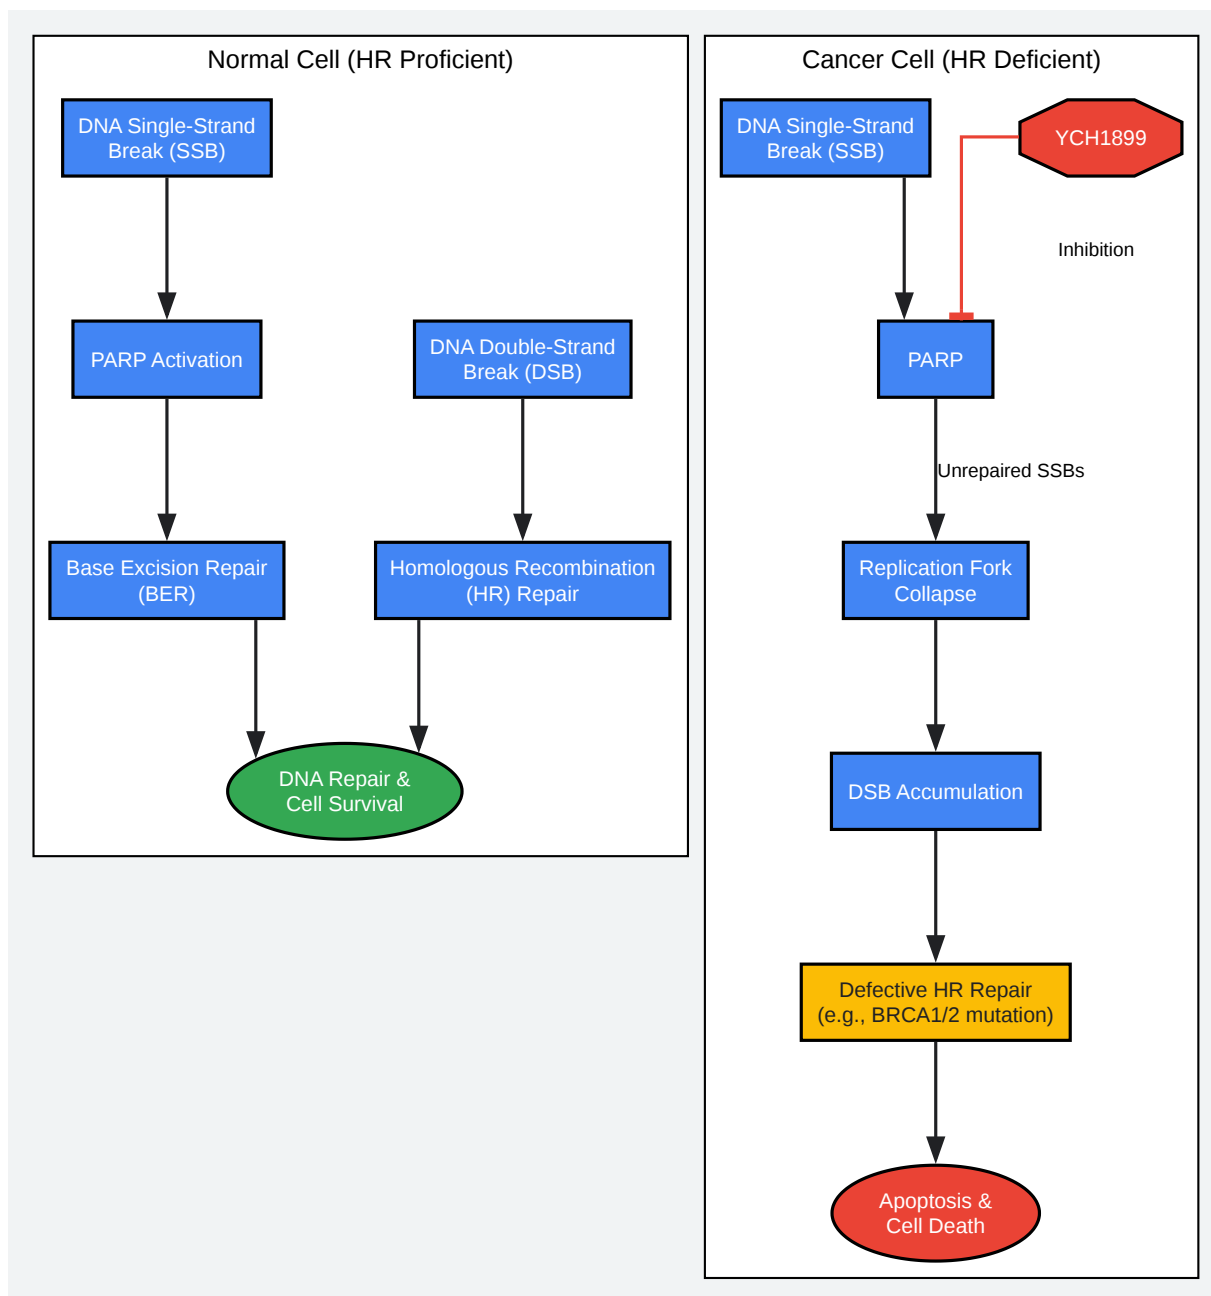 Normal Cell (HR Proficient)
DNA Single-Strand
Break (SSB)
PARP Activation
DNA Double-Strand
Break (DSB)
Base Excision Repair
(BER)
Homologous Recombination
(HR) Repair
DNA Repair &
Cell Survival
Cancer Cell (HR Deficient)
DNA Single-Strand
Break (SSB)
YCH1899
Inhibition
PARP
Unrepaired SSBs
Replication Fork
Collapse
DSB Accumulation
Defective HR Repair
(e.g., BRCA1/2 mutation)
Apoptosis &
Cell Death